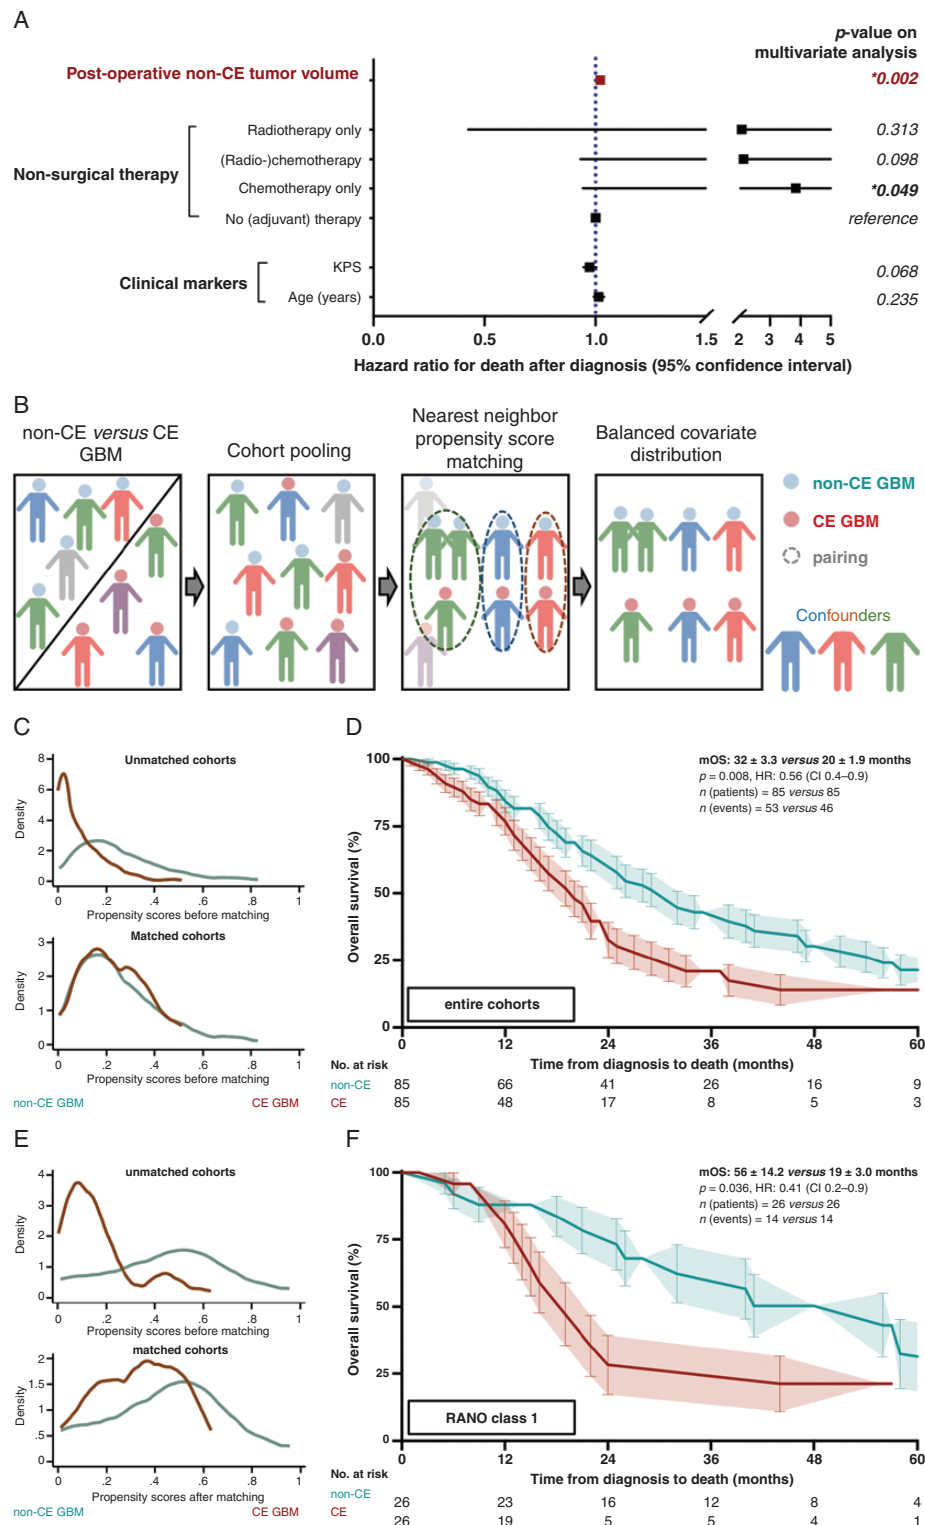 A
p-value on
multivariate analysis
Post-operative non-CE tumor volume
*0.002
Radiotherapy only
0.313
Non-surgical therapy
(Radio-)chemotherapy
0.098
Chemotherapy only
*0.049
No (adjuvant) therapy
reference
Clinical markers
KPS
0.068
Age (years)
0.235
0.0 0.5 1.0 1.5 2 3 4 5
Hazard ratio for death after diagnosis (95% confidence interval)
B
non-CE versus CE
GBM
Cohort pooling
Nearest neighbor
propensity score
matching
Balanced covariate
distribution
non-CE GBM
CE GBM
pairing
Confounders
C
Unmatched cohorts
Density
8
6
4
2
0
0 .2 .4 .6 .8 1
Propensity scores before matching
Matched cohorts
Density
3
2
1
0
0 .2 .4 .6 .8 1
Propensity scores before matching
non-CE GBM CE GBM
D
mOS: 32 ± 3.3 versus 20 ± 1.9 months
p = 0.008, HR: 0.56 (CI 0.4–0.9)
n (patients) = 85 versus 85
n (events) = 53 versus 46
Overall survival (%)
100
75
50
25
0
entire cohorts
0 12 24 36 48 60
Time from diagnosis to death (months)
No. at risk
non-CE 85 66 41 26 16 9
CE 85 48 17 8 5 3
E
unmatched cohorts
Density
4
3
2
1
0
0 .2 .4 .6 .8 1
Propensity scores before matching
matched cohorts
Density
2
1.5
1
.5
0
0 .2 .4 .6 .8 1
Propensity scores after matching
non-CE GBM CE GBM
F
mOS: 56 ± 14.2 versus 19 ± 3.0 months
p = 0.036, HR: 0.41 (CI 0.2–0.9)
n (patients) = 26 versus 26
n (events) = 14 versus 14
Overall survival (%)
100
75
50
25
0
RANO class 1
0 12 24 36 48 60
Time from diagnosis to death (months)
No. at risk
non-CE
26 23 16 12 8 4
CE
26 19 5 5 4 1